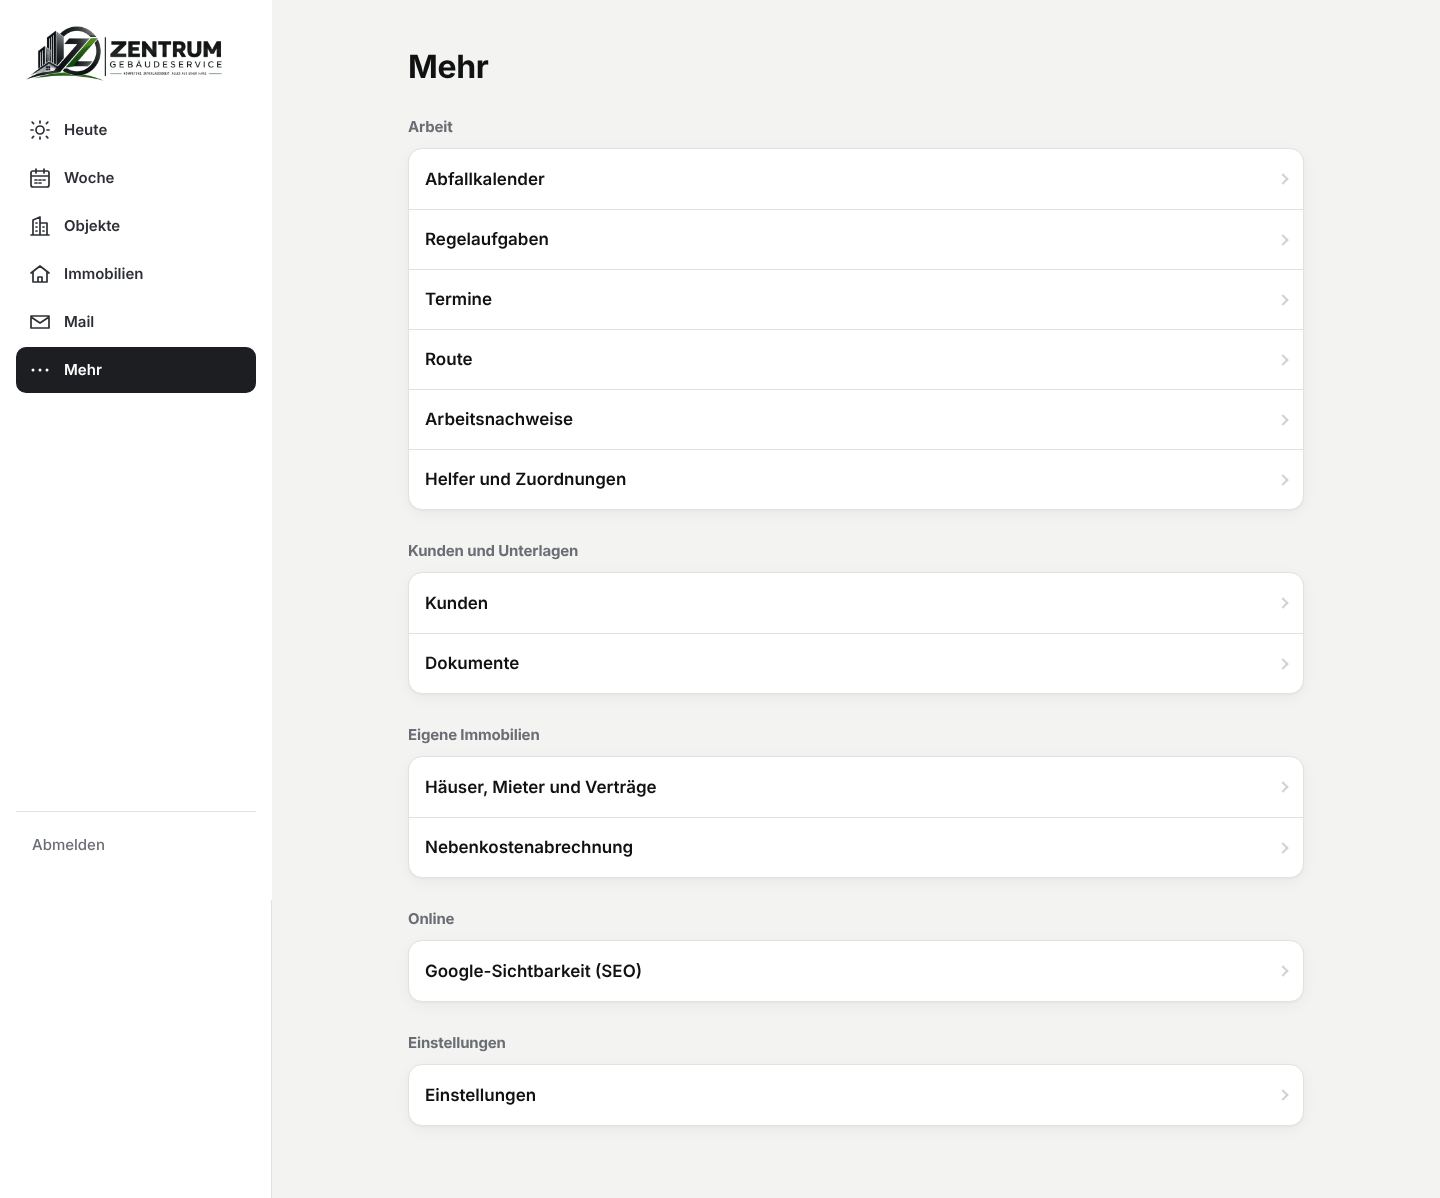 ZENTRUM
GEBÄUDESERVICE
Heute
Woche
Objekte
Immobilien
Mail
Mehr
Abmelden
Mehr
Arbeit
Abfallkalender
Regelaufgaben
Termine
Route
Arbeitsnachweise
Helfer und Zuordnungen
Kunden und Unterlagen
Kunden
Dokumente
Eigene Immobilien
Häuser, Mieter und Verträge
Nebenkostenabrechnung
Online
Google-Sichtbarkeit (SEO)
Einstellungen
Einstellungen